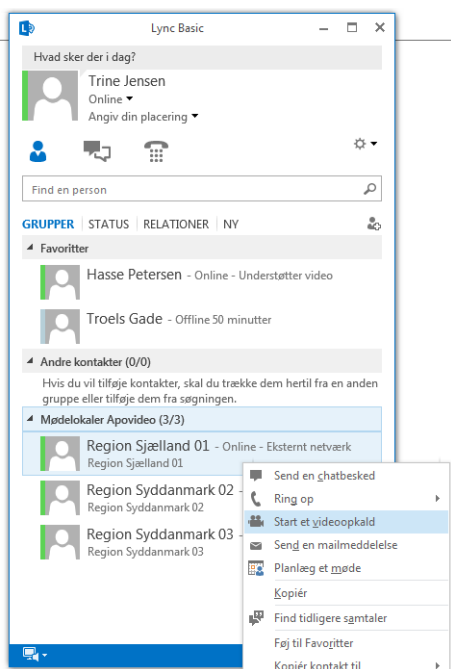 Lync Basic
Hvad sker der i dag?
Trine Jensen
Online
Angiv din placering
Find en person
GRUPPER STATUS RELATIONER NY
Favoritter
Hasse Petersen - Online - Understøtter video
Troels Gade - Offline 50 minutter
Andre kontakter (0/0)
Hvis du vil tilføje kontakter, skal du trække dem hertil fra en anden
gruppe eller tilføje dem fra søgningen.
Mødelokaler Apovideo (3/3)
Region Sjælland 01 - Online - Eksternt netværk
Region Sjælland 01
Region Syddanmark 02 -
Region Syddanmark 02
Region Syddanmark 03 -
Region Syddanmark 03
Send en chatbesked
Ring op
Start et videoopkald
Send en mailmeddelelse
Planlæg et møde
Kopiér
Find tidligere samtaler
Føj til Favoritter
Kopiér kontakt til